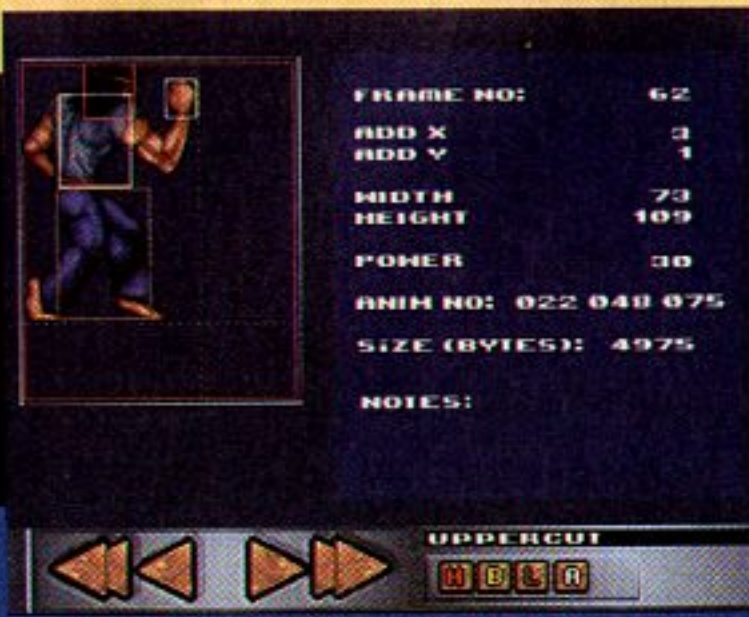 FRAME NO: 62
ADD X 3
ADD Y 1
WIDTH 73
HEIGHT 109
POWER 30
ANIM NO: 022 048 075
SIZE (BYTES): 4975
NOTES:
UPPERCUT
H B L A